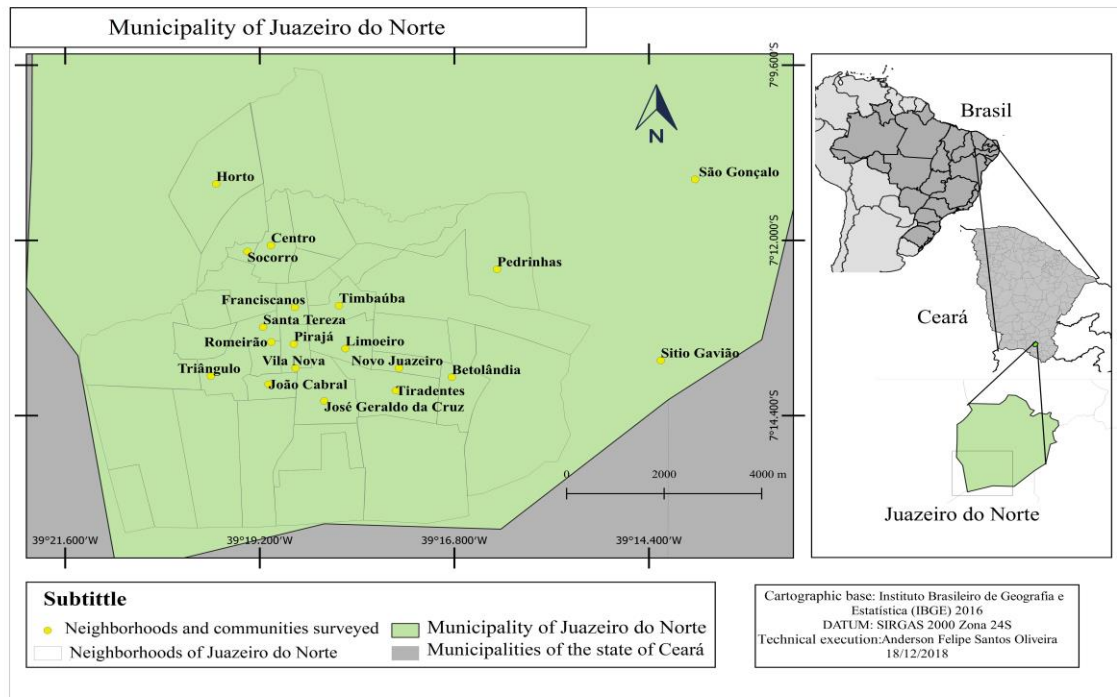 Municipality of Juazeiro do Norte
7°9.600'S
N
Brasil
Horto
São Gonçalo
Centro
Socorro
7°12.000'S
Pedrinhas
Franciscanos
Timbaúba
Santa Tereza
Romeirão
Pirajá
Limoeiro
Ceará
Vila Nova
Novo Juazeiro
Sitio Gavião
Triângulo
Betolândia
João Cabral
Tiradentes
José Geraldo da Cruz
7°14.400'S
0 2000 4000 m
Juazeiro do Norte
39°21.600'W 39°19.200'W 39°16.800'W 39°14.400'W
Subtittle
Neighborhoods and communities surveyed
Neighborhoods of Juazeiro do Norte
Municipality of Juazeiro do Norte
Municipalities of the state of Ceará
Cartographic base: Instituto Brasileiro de Geografia e
Estatística (IBGE) 2016
DATUM: SIRGAS 2000 Zona 24S
Technical execution:Anderson Felipe Santos Oliveira
18/12/2018